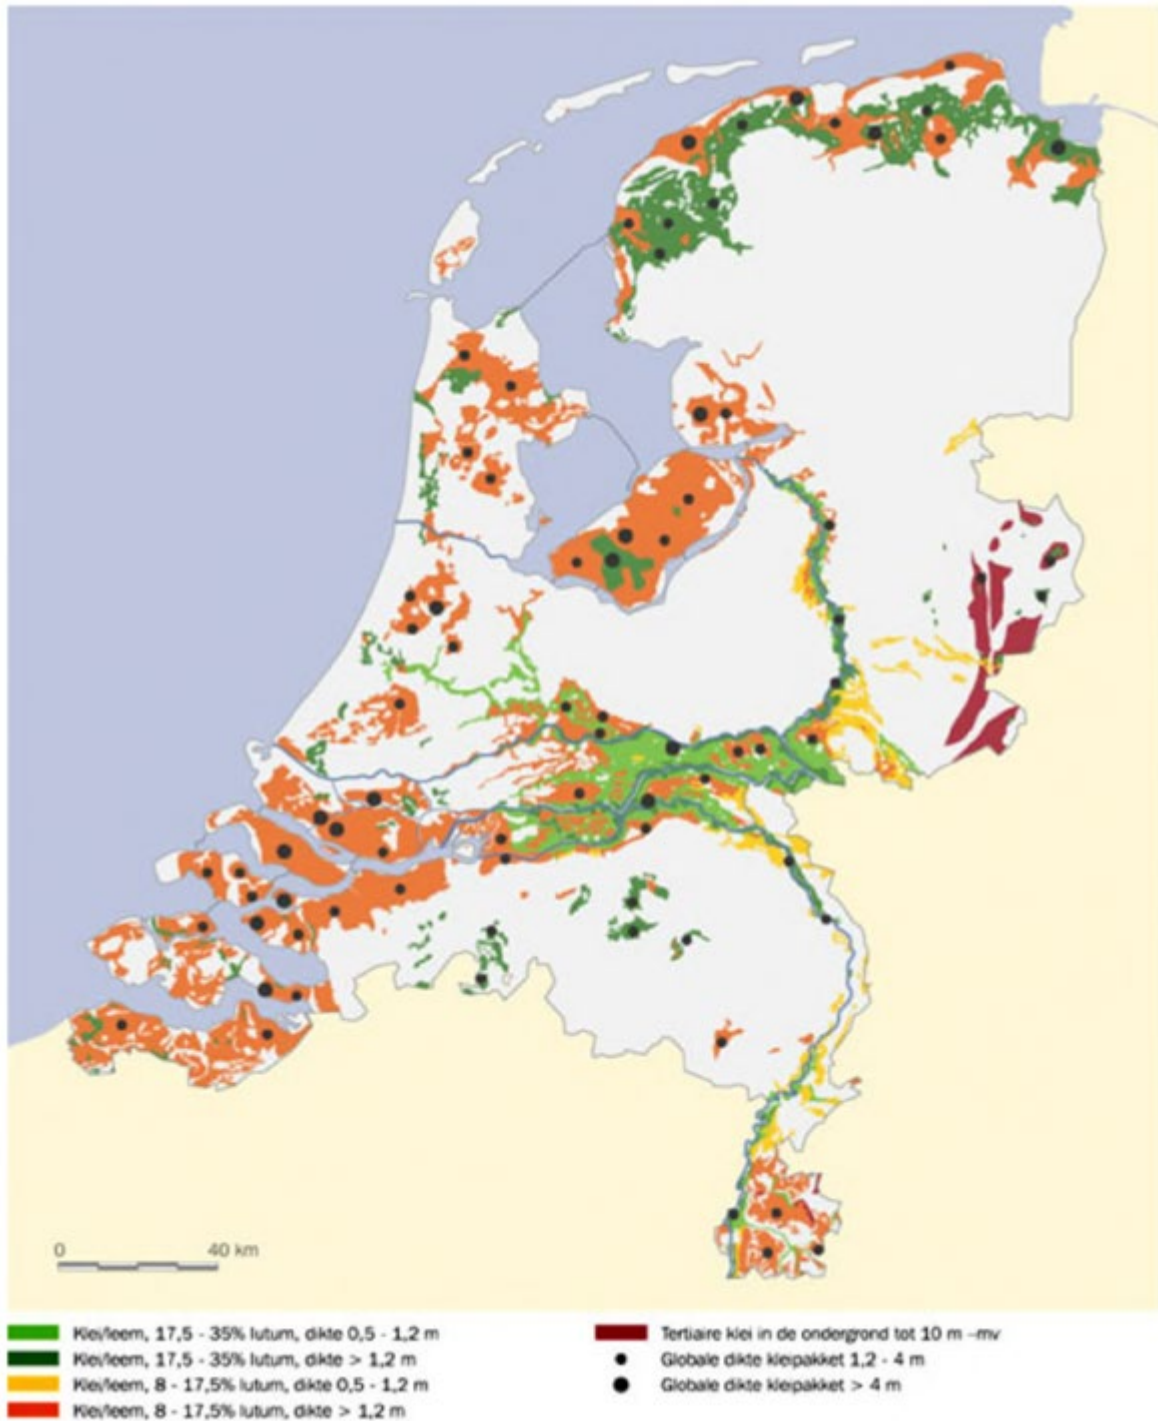 0 40 km
Klei/leem, 17,5 - 35% lutum, dikte 0,5 - 1,2 m
Klei/leem, 17,5 - 35% lutum, dikte > 1,2 m
Klei/leem, 8 - 17,5% lutum, dikte 0,5 - 1,2 m
Klei/leem, 8 - 17,5% lutum, dikte > 1,2 m
Tertiaire klei in de ondergrond tot 10 m –mv
Globale dikte kleipakket 1,2 - 4 m
Globale dikte kleipakket > 4 m